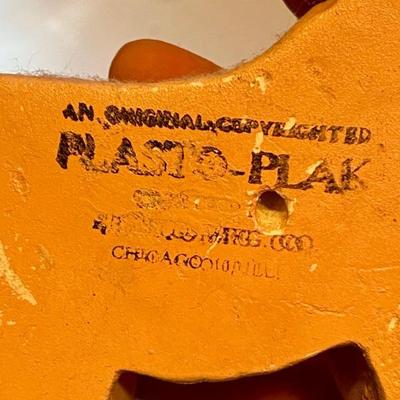 AN ORIGINAL COPYRIGHTED
PLASTO-PLAK
MFG. CO.
CHICAGO ILL.